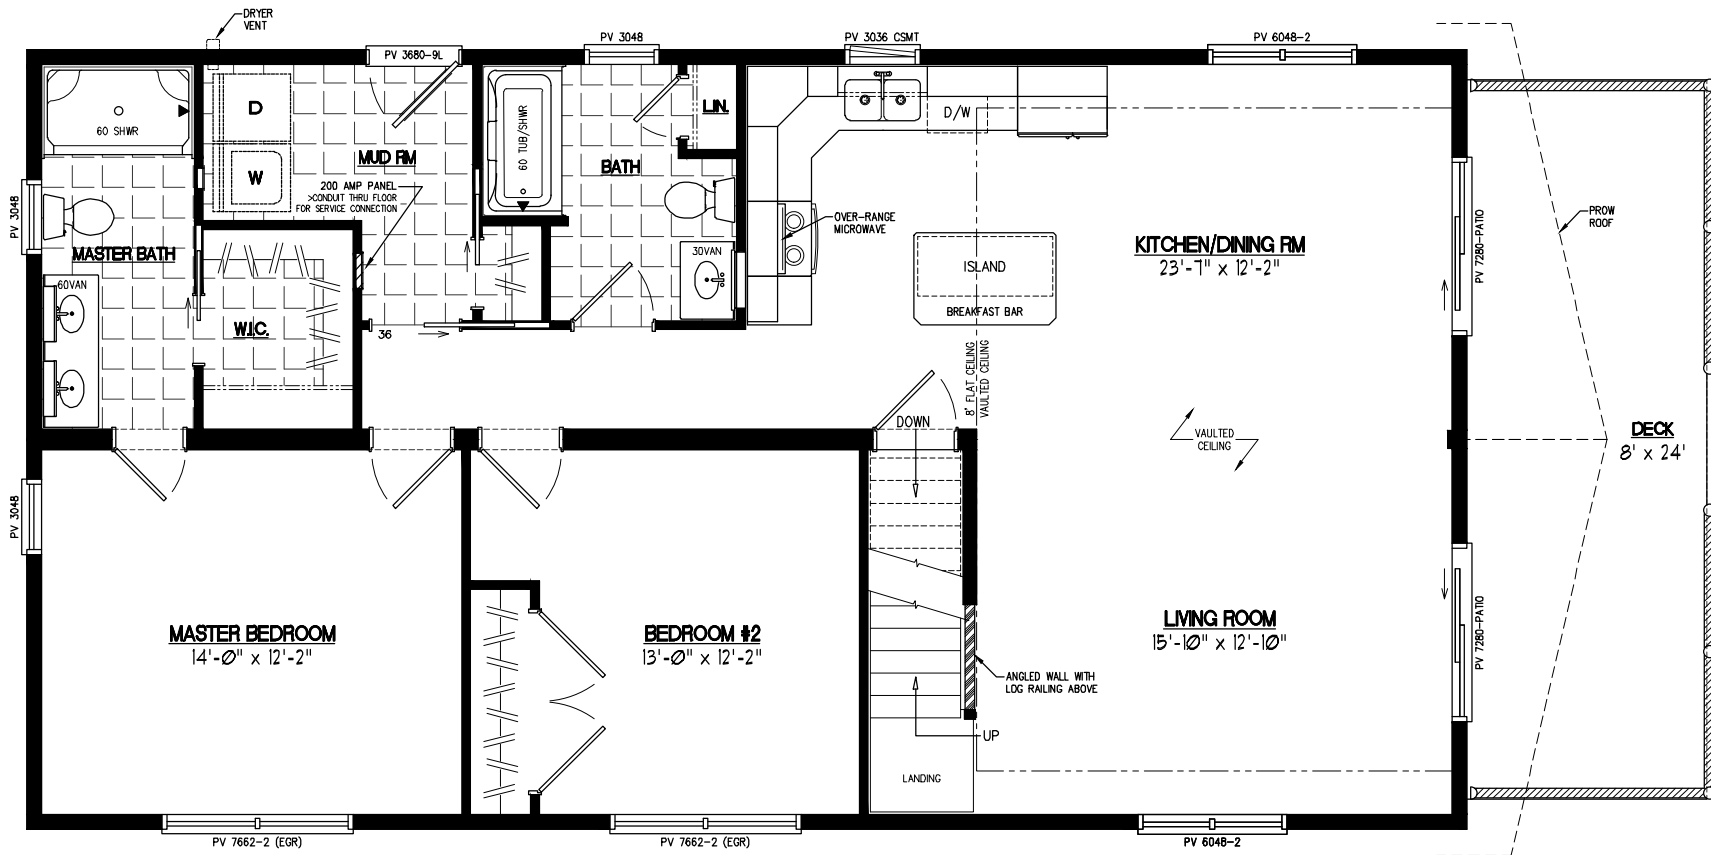 DRYER
VENT
PV 3680-9L
PV 3048
PV 3036 CSMT
PV 6048-2
60 SHWR
D
W
MUD RM
200 AMP PANEL
>CONDUIT THRU FLOOR
FOR SERVICE CONNECTION
60 TUB/SHWR
BATH
LIN.
D/W
OVER-RANGE
MICROWAVE
30VAN
ISLAND
BREAKFAST BAR
KITCHEN/DINING RM
23'-7" x 12'-2"
PV 7280-PATIO
PROW
ROOF
PV 3048
MASTER BATH
60VAN
W.I.C.
36
8' FLAT CEILING
VAULTED CEILING
DOWN
VAULTED
CEILING
DECK
8' x 24'
PV 3048
MASTER BEDROOM
14'-0" x 12'-2"
BEDROOM #2
13'-0" x 12'-2"
LIVING ROOM
15'-10" x 12'-10"
PV 7280-PATIO
ANGLED WALL WITH
LOG RAILING ABOVE
UP
LANDING
PV 7662-2 (EGR)
PV 7662-2 (EGR)
PV 6048-2